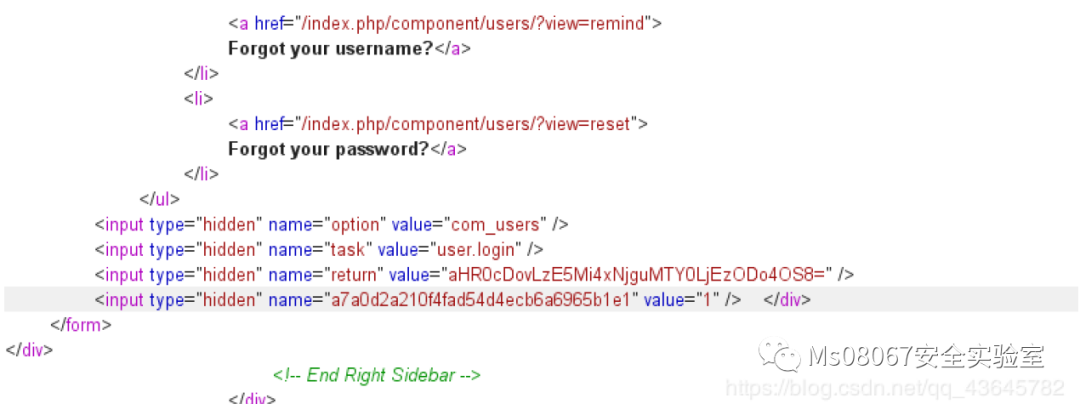 <a href="/index.php/component/users/?view=remind">
Forgot your username?</a>
</li>
<li>
<a href="/index.php/component/users/?view=reset">
Forgot your password?</a>
</li>
</ul>
<input type="hidden" name="option" value="com_users" />
<input type="hidden" name="task" value="user.login" />
<input type="hidden" name="return" value="aHR0cDovLzE5Mi4xNjguMTY0LjEzODo4OS8=" />
<input type="hidden" name="a7a0d2a210f4fad54d4ecb6a6965b1e1" value="1" /> </div>
</form>
</div>
<!-- End Right Sidebar -->
</div>
Ms08067安全实验室
https://blog.csdn.net/qq_43645782